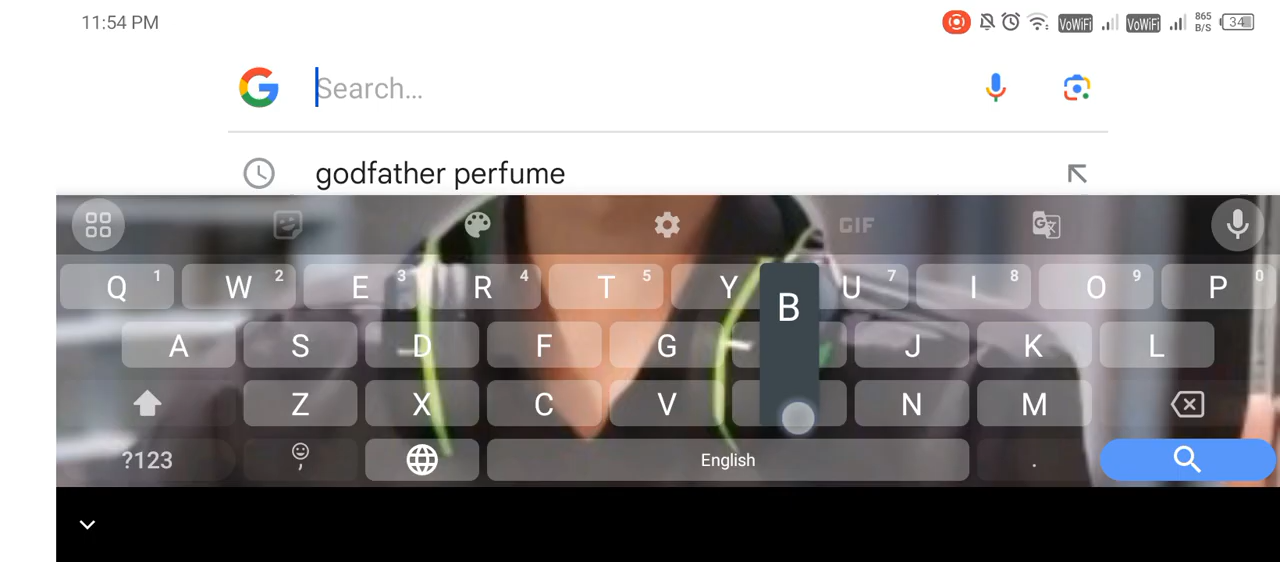 11:54 PM VoWiFi VoWiFi 865 B/S 34
Search…
godfather perfume
GIF
Q 1 W 2 E 3 R 4 T 5 Y U 7 I 8 O 9 P 0
B
A S D F G J K L
Z X C V N M
?123 , English .